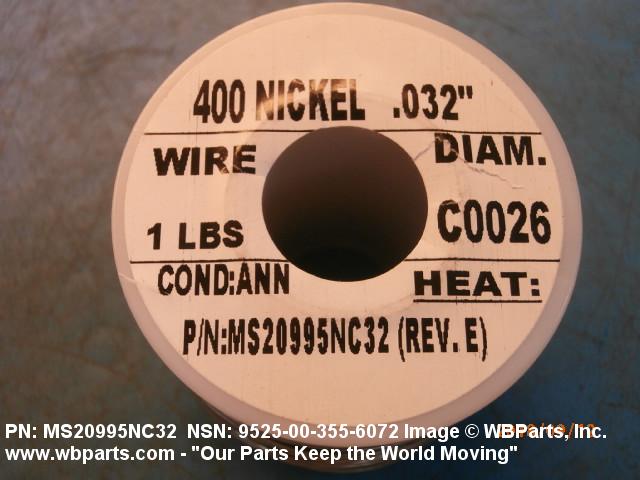 400 NICKEL .032"
WIRE DIAM.
1 LBS C0026
COND:ANN HEAT:
P/N:MS20995NC32 (REV. E)
PN: MS20995NC32 NSN: 9525-00-355-6072 Image © WBParts, Inc.
www.wbparts.com - "Our Parts Keep the World Moving"